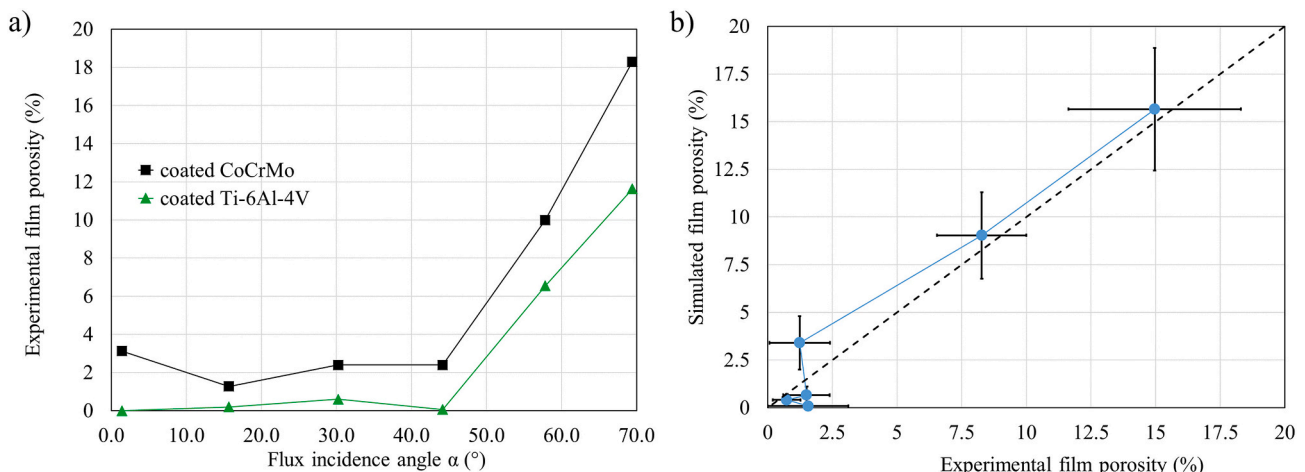 a)
Experimental film porosity (%)
20
18
16
14
12
10
8
6
4
2
0
coated CoCrMo
coated Ti-6Al-4V
0.0 10.0 20.0 30.0 40.0 50.0 60.0 70.0
Flux incidence angle α (°)
b)
Simulated film porosity (%)
20
17.5
15
12.5
10
7.5
5
2.5
0
0 2.5 5 7.5 10 12.5 15 17.5 20
Experimental film porosity (%)